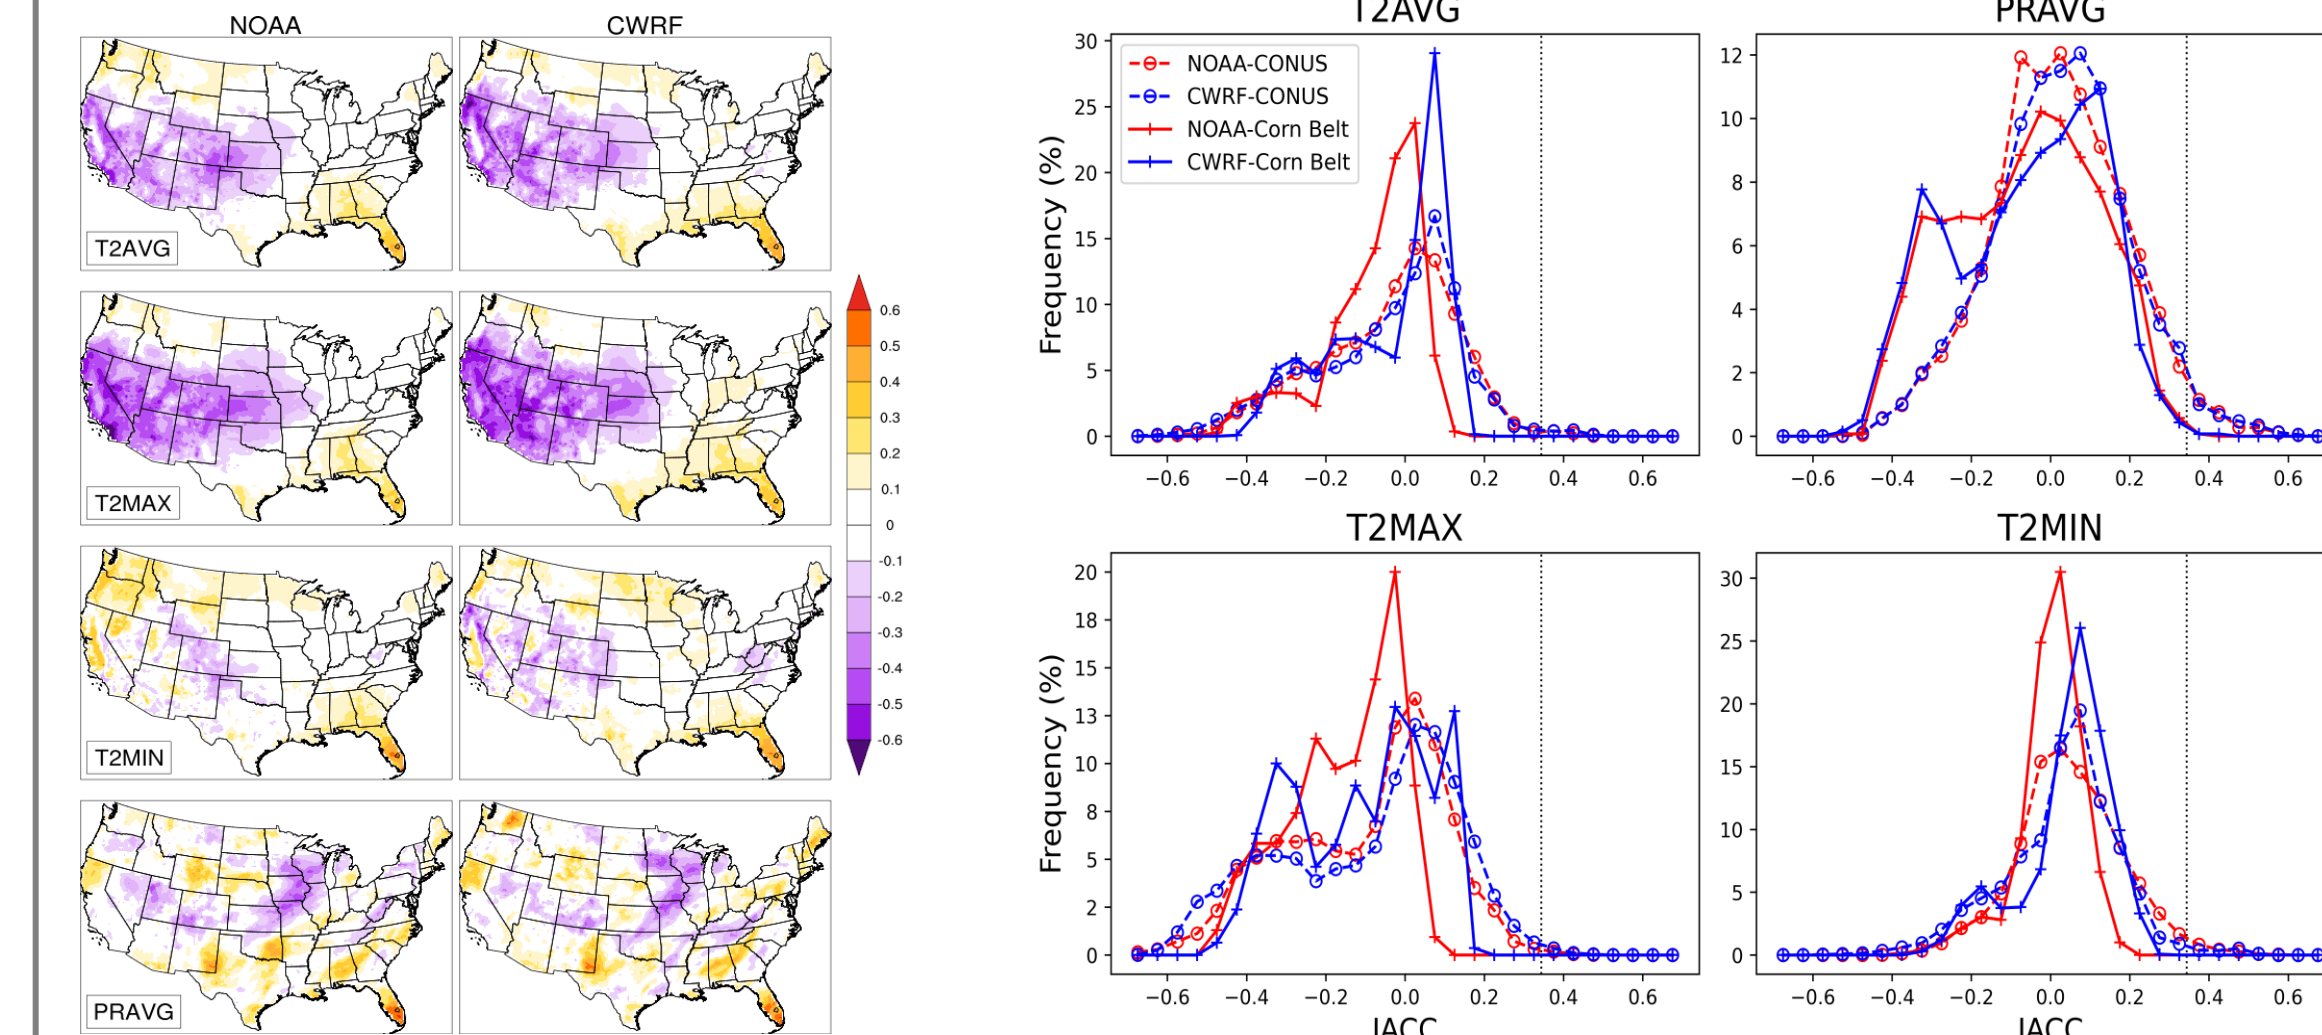 NOAA CWRF
T2AVG
T2MAX
T2MIN
PRAVG
0.6
0.5
0.4
0.3
0.2
0.1
0
-0.1
-0.2
-0.3
-0.4
-0.5
-0.6
T2AVG
Frequency (%)
30
25
20
15
10
5
0
NOAA-CONUS
CWRF-CONUS
NOAA-Corn Belt
CWRF-Corn Belt
−0.6 −0.4 −0.2 0.0 0.2 0.4 0.6
PRAVG
12
10
8
6
4
2
0
−0.6 −0.4 −0.2 0.0 0.2 0.4 0.6
T2MAX
Frequency (%)
20
18
15
13
10
8
5
2
0
−0.6 −0.4 −0.2 0.0 0.2 0.4 0.6
IACC
T2MIN
30
25
20
15
10
5
0
−0.6 −0.4 −0.2 0.0 0.2 0.4 0.6
IACC